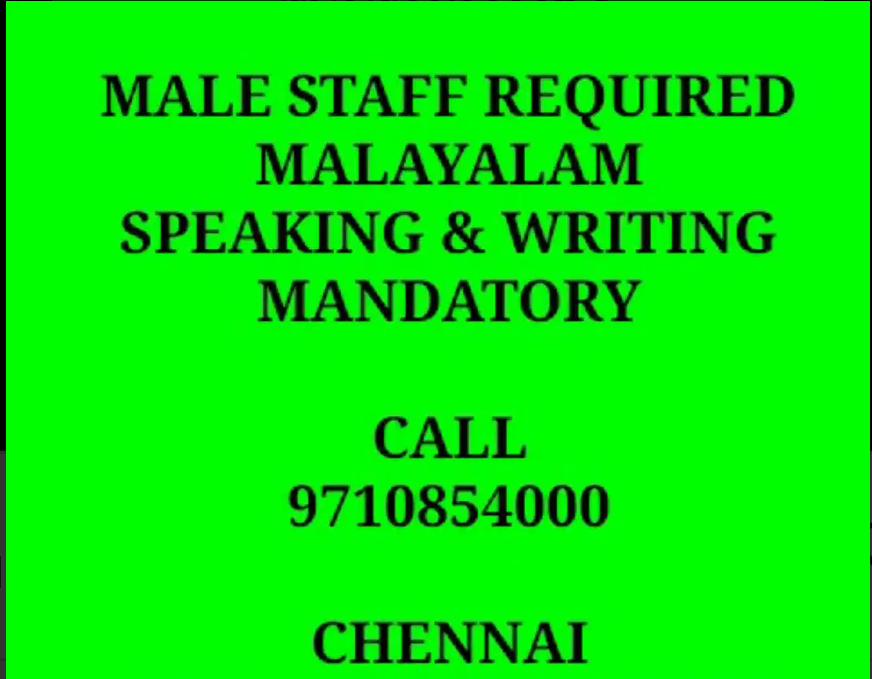 MALE STAFF REQUIRED
MALAYALAM
SPEAKING & WRITING
MANDATORY
CALL
9710854000
CHENNAI